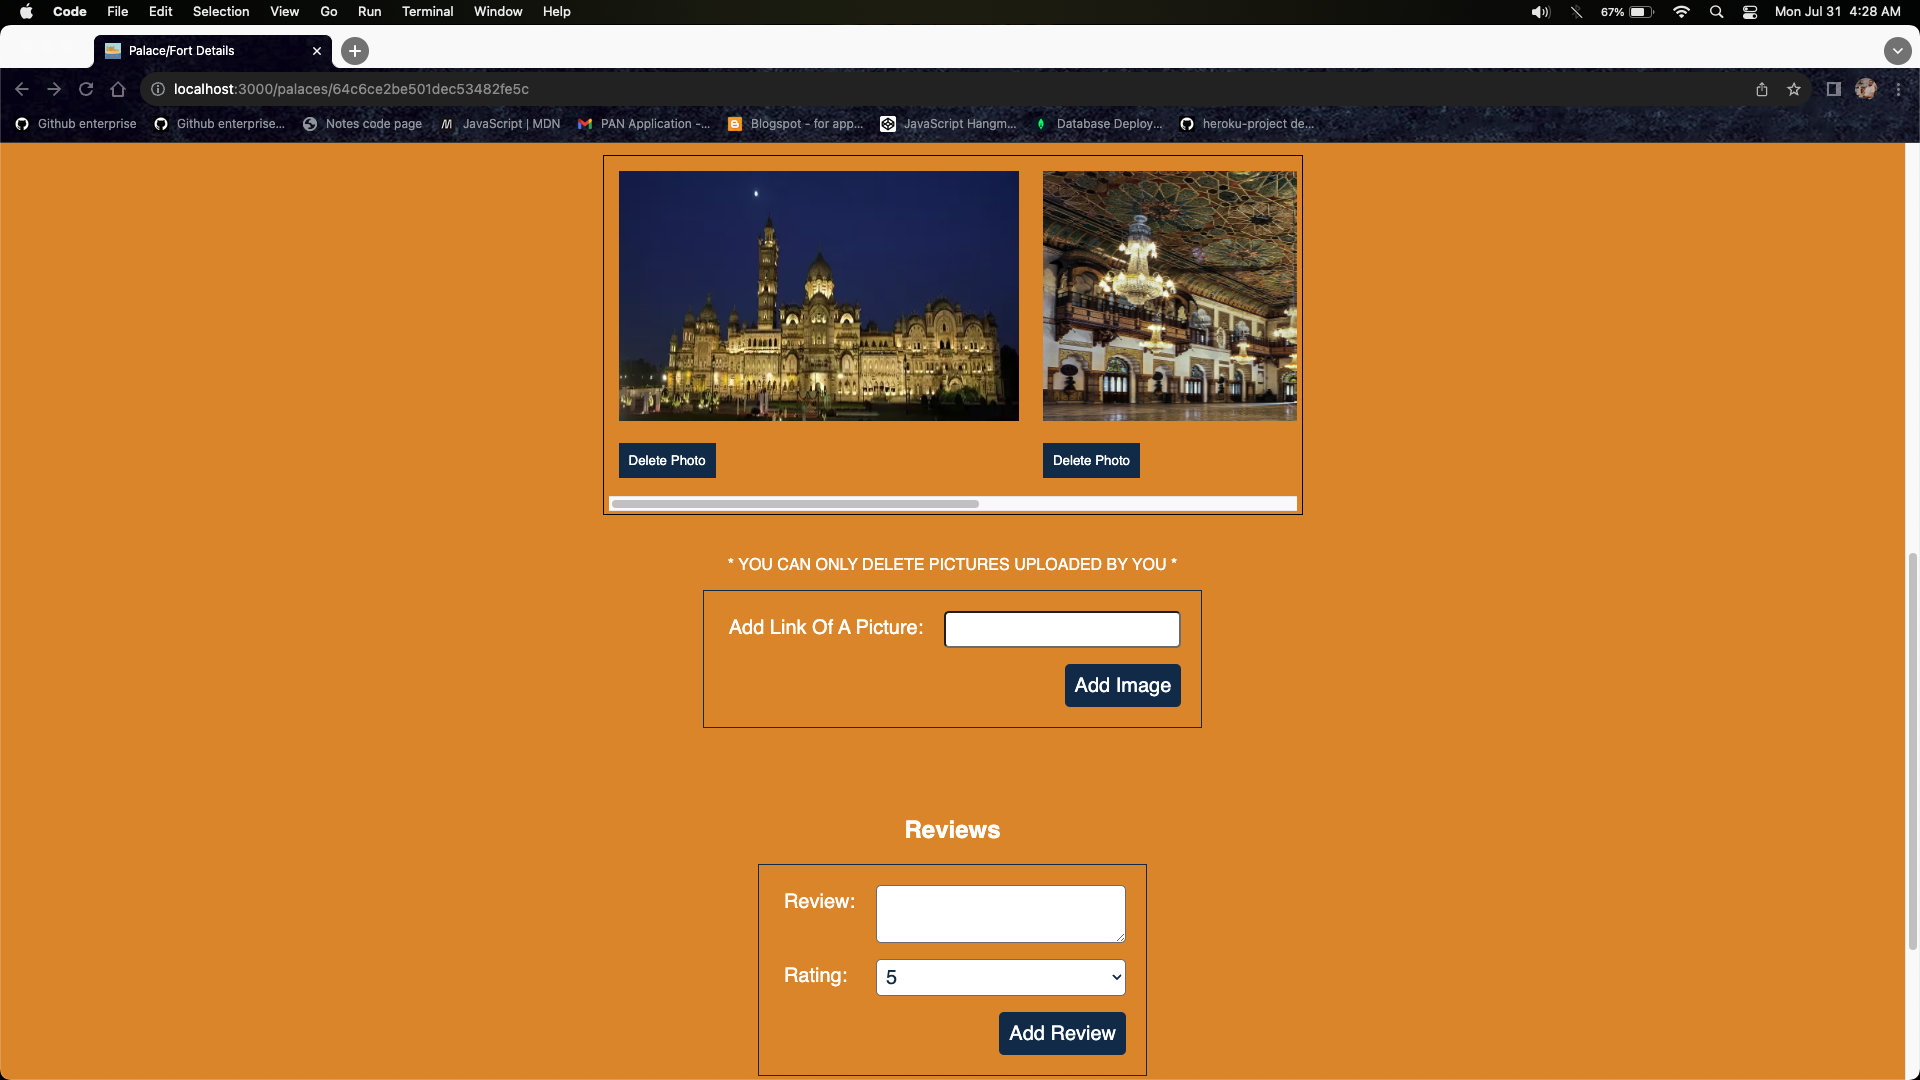 Code File Edit Selection View Go Run Terminal Window Help 67% Mon Jul 31 4:28 AM
Palace/Fort Details
localhost:3000/palaces/64c6ce2be501dec53482fe5c
Github enterprise Github enterprise... Notes code page JavaScript | MDN PAN Application -... Blogspot - for app... JavaScript Hangm... Database Deploy... heroku-project de...
Delete Photo Delete Photo
* YOU CAN ONLY DELETE PICTURES UPLOADED BY YOU *
Add Link Of A Picture:
Add Image
Reviews
Review:
Rating: 5
Add Review